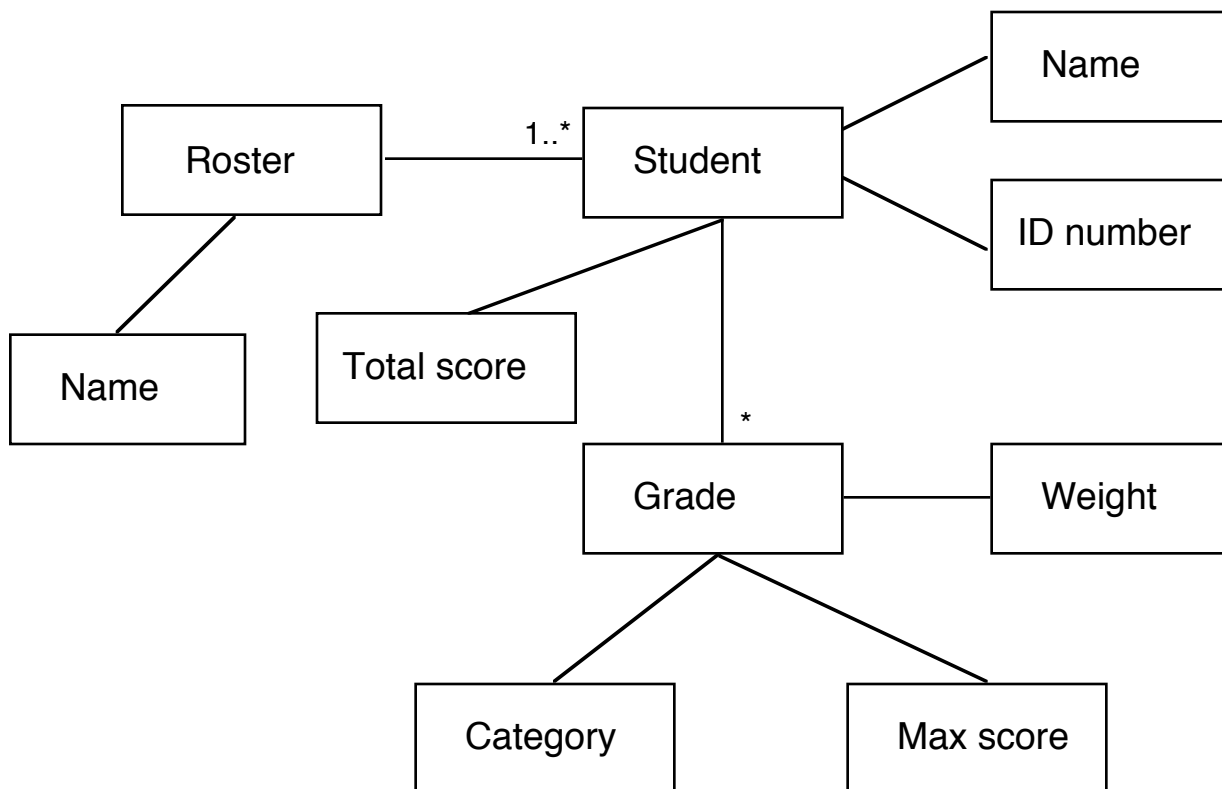 Name
Roster
1..*
Student
ID number
Total score
Name
*
Grade
Weight
Category
Max score